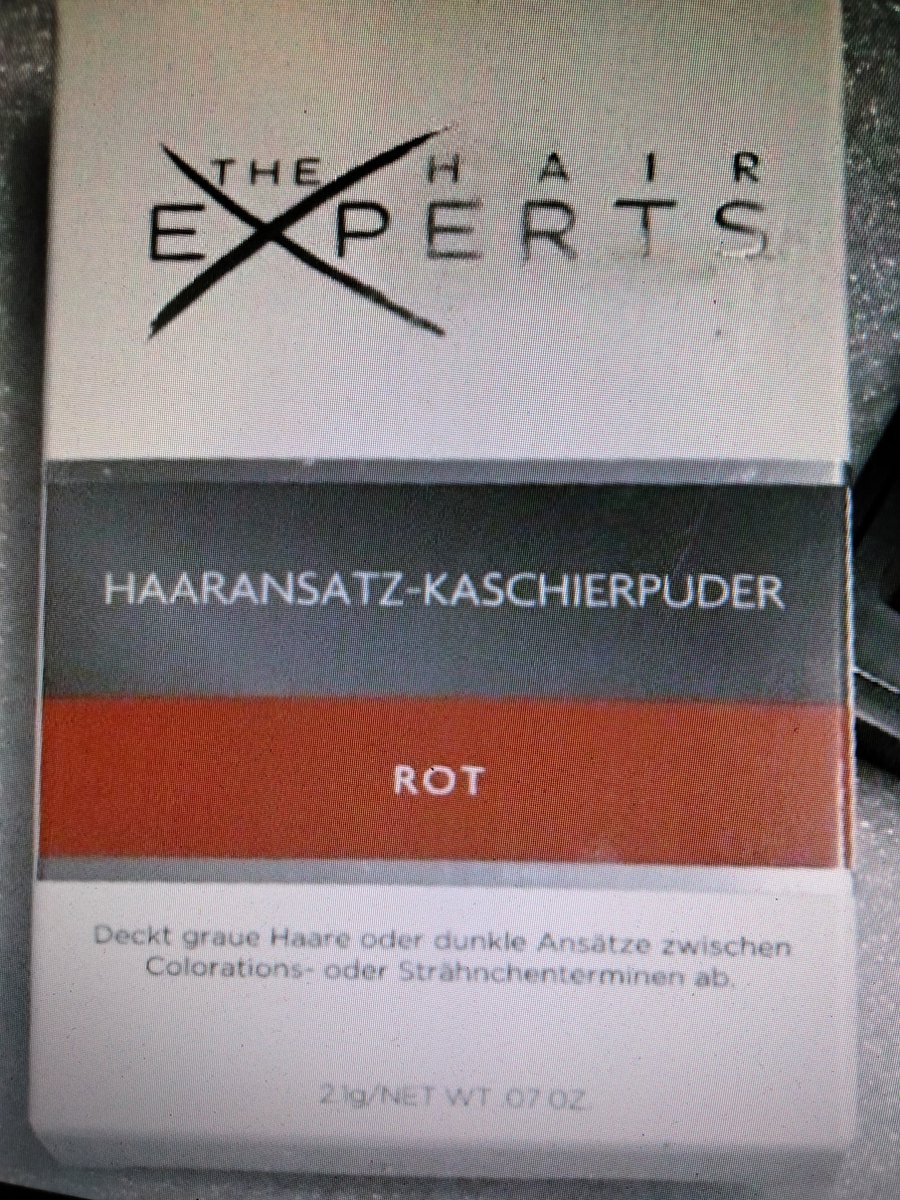 THE HAIR
EXPERTS
HAARANSATZ-KASCHIERPUDER
ROT
Deckt graue Haare oder dunkle Ansätze zwischen
Colorations- oder Strähnchenterminen ab.
2.1g/NET WT .07 OZ.